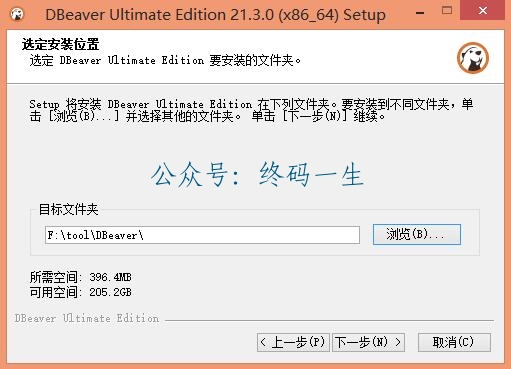 DBeaver Ultimate Edition 21.3.0 (x86_64) Setup
选定安装位置
选定 DBeaver Ultimate Edition 要安装的文件夹。
Setup 将安装 DBeaver Ultimate Edition 在下列文件夹。要安装到不同文件夹，单
击 [浏览(B)...] 并选择其他的文件夹。 单击 [下一步(N)] 继续。
公众号：终码一生
目标文件夹
F:\tool\DBeaver\
浏览(B)...
所需空间: 396.4MB
可用空间: 205.2GB
DBeaver Ultimate Edition
< 上一步(P) 下一步(N) > 取消(C)